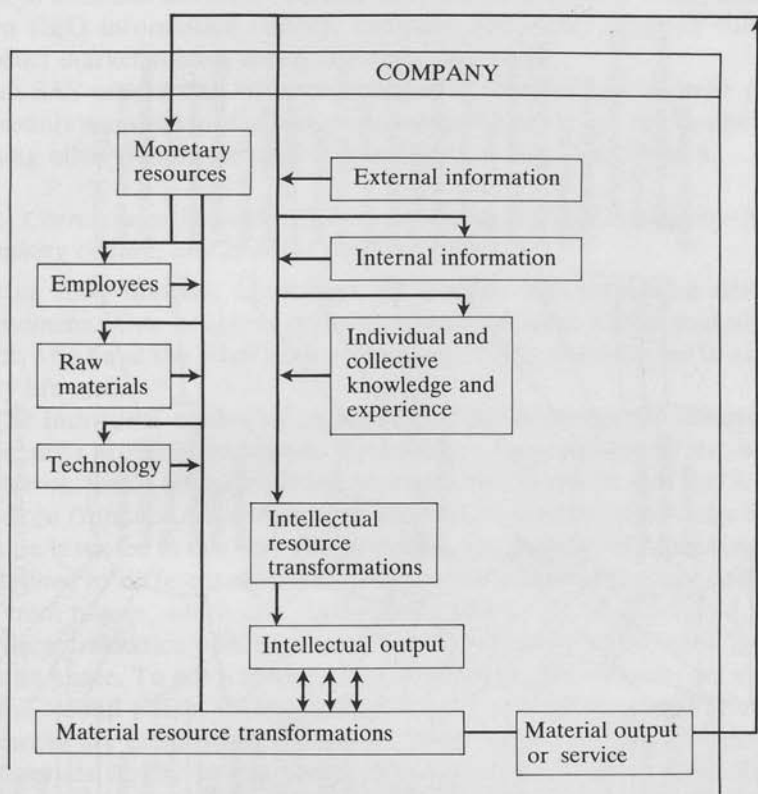 COMPANY
Monetary
resources
External information
Internal information
Employees
Individual and
collective
knowledge and
experience
Raw
materials
Technology
Intellectual
resource
transformations
Intellectual output
Material resource transformations
Material output
or service